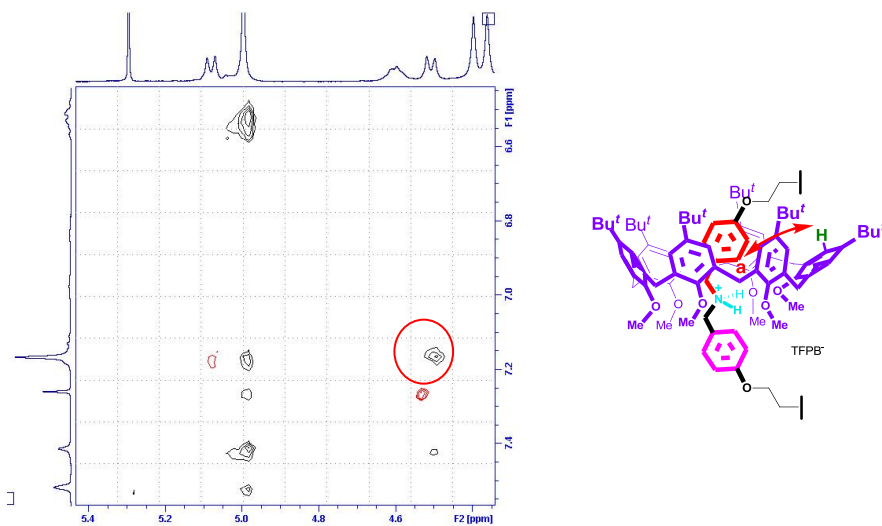 F1 [ppm]
6.6
6.8
7.0
7.2
7.4
5.4
5.2
5.0
4.8
4.6
F2 [ppm]
O
Bu^t
Bu^t
Bu^t
Bu^t
Bu^t
Bu^t
H
a
+
N
H
H
O
O
O
O
O
O
Me
Me
Me
Me
Me
Me
TFPB-
O